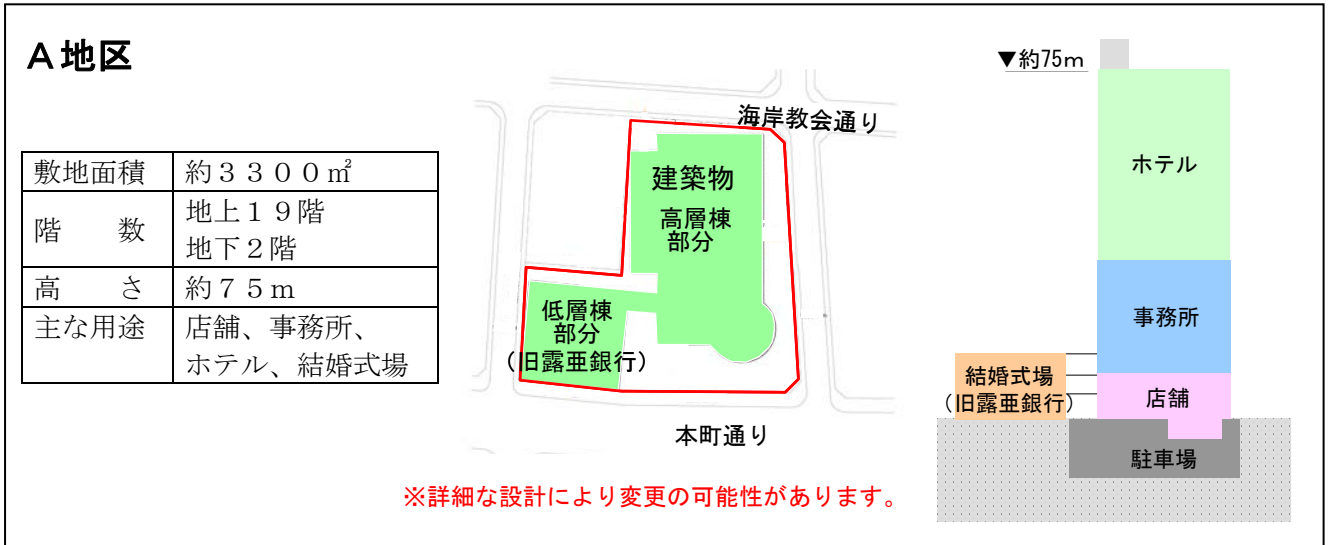 A地区
敷地面積 約3300㎡
階　　数 地上19階
地下2階
高　　さ 約75m
主な用途 店舗、事務所、
ホテル、結婚式場
海岸教会通り
建築物
高層棟
部分
低層棟
部分
(旧露亜銀行)
本町通り
※詳細な設計により変更の可能性があります。
▼約75m
ホテル
事務所
結婚式場
(旧露亜銀行)
店舗
駐車場